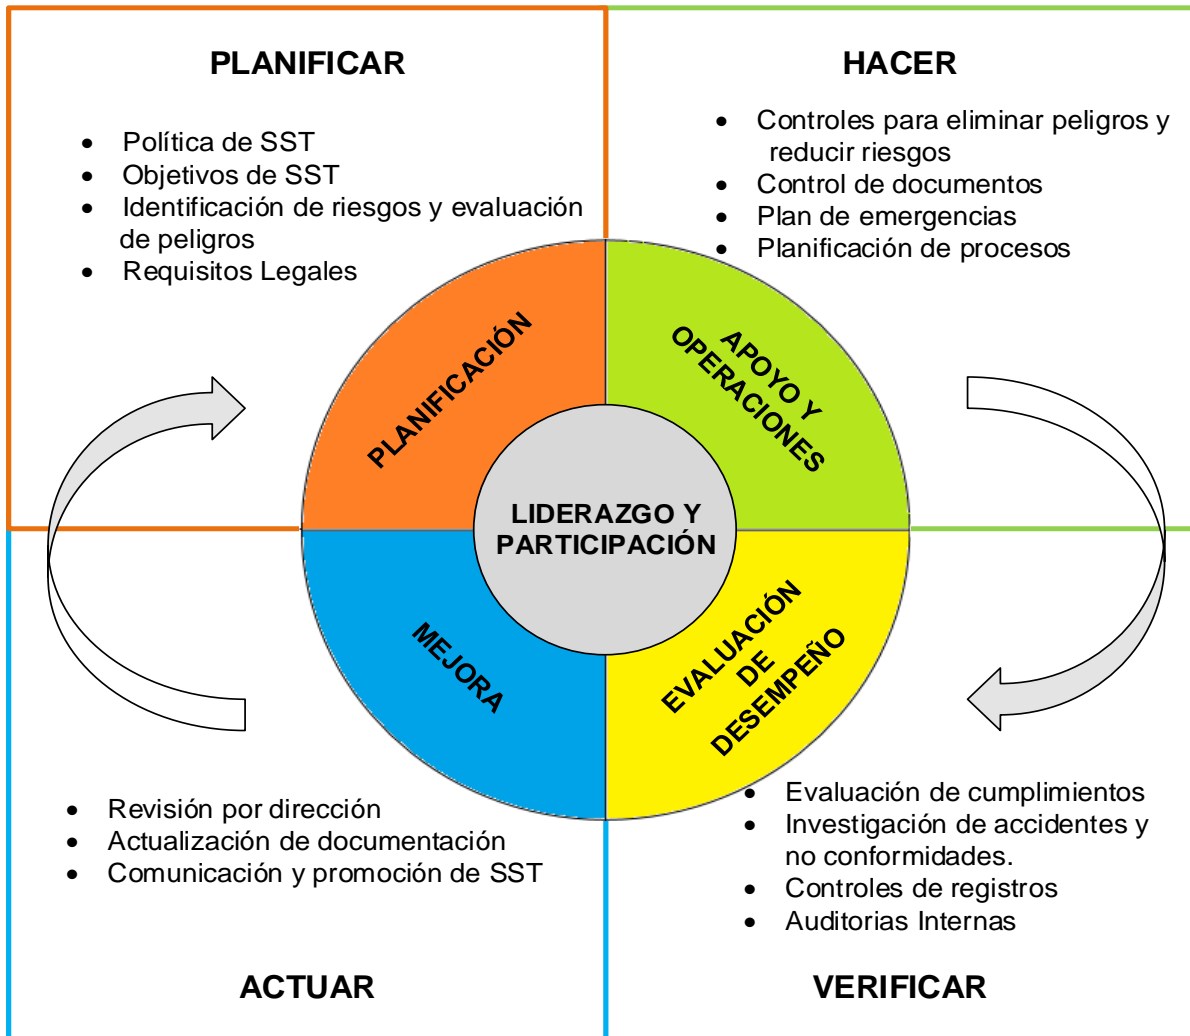 PLANIFICAR
• Política de SST
• Objetivos de SST
• Identificación de riesgos y evaluación
de peligros
• Requisitos Legales
HACER
• Controles para eliminar peligros y
reducir riesgos
• Control de documentos
• Plan de emergencias
• Planificación de procesos
PLANIFICACIÓN
APOYO Y
OPERACIONES
LIDERAZGO Y
PARTICIPACIÓN
MEJORA
EVALUACIÓN
DE
DESEMPEÑO
• Revisión por dirección
• Actualización de documentación
• Comunicación y promoción de SST
ACTUAR
• Evaluación de cumplimientos
• Investigación de accidentes y
no conformidades.
• Controles de registros
• Auditorias Internas
VERIFICAR